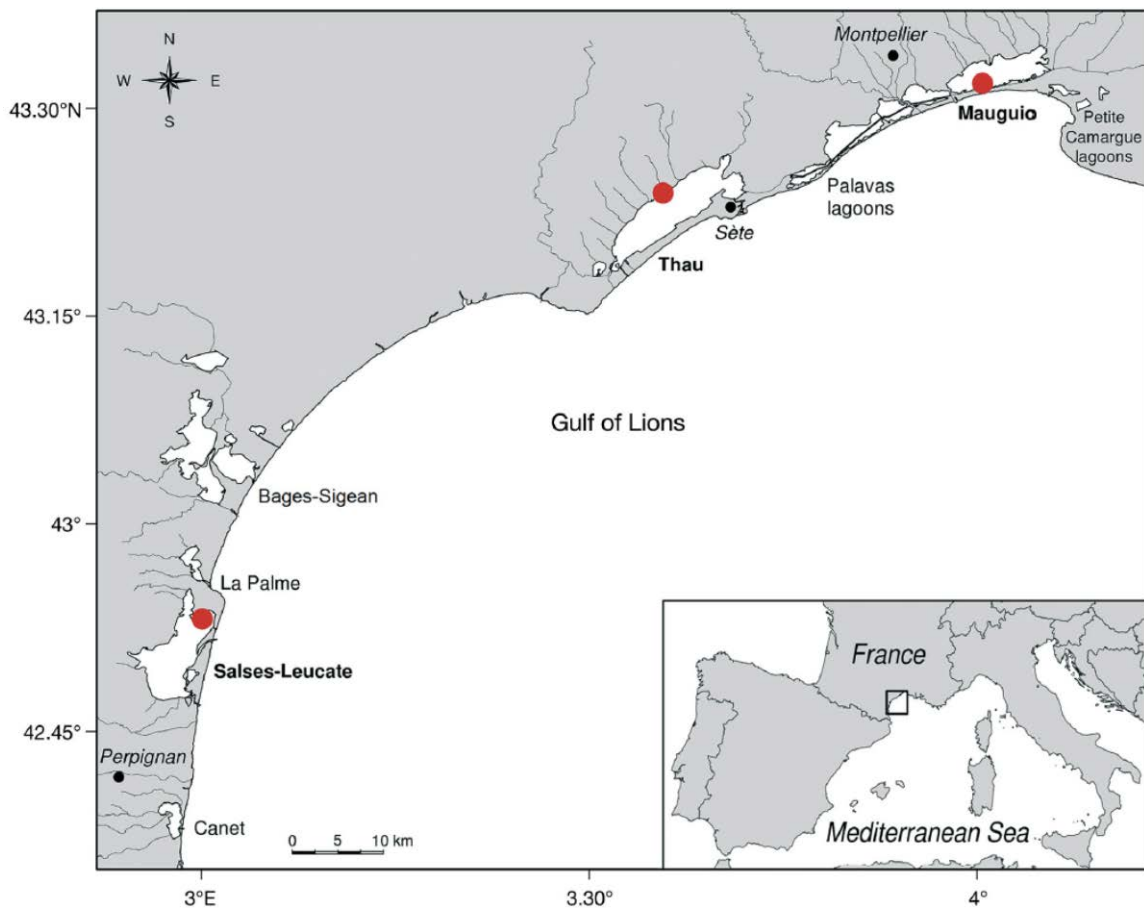 N
W E
S
43.30°N
43.15°
43°
42.45°
Montpellier
Mauguio
Petite
Camargue
lagoons
Palavas
lagoons
Sète
Thau
Gulf of Lions
Bages-Sigean
La Palme
Salses-Leucate
Perpignan
Canet
0 5 10 km
France
Mediterranean Sea
3°E
3.30°
4°